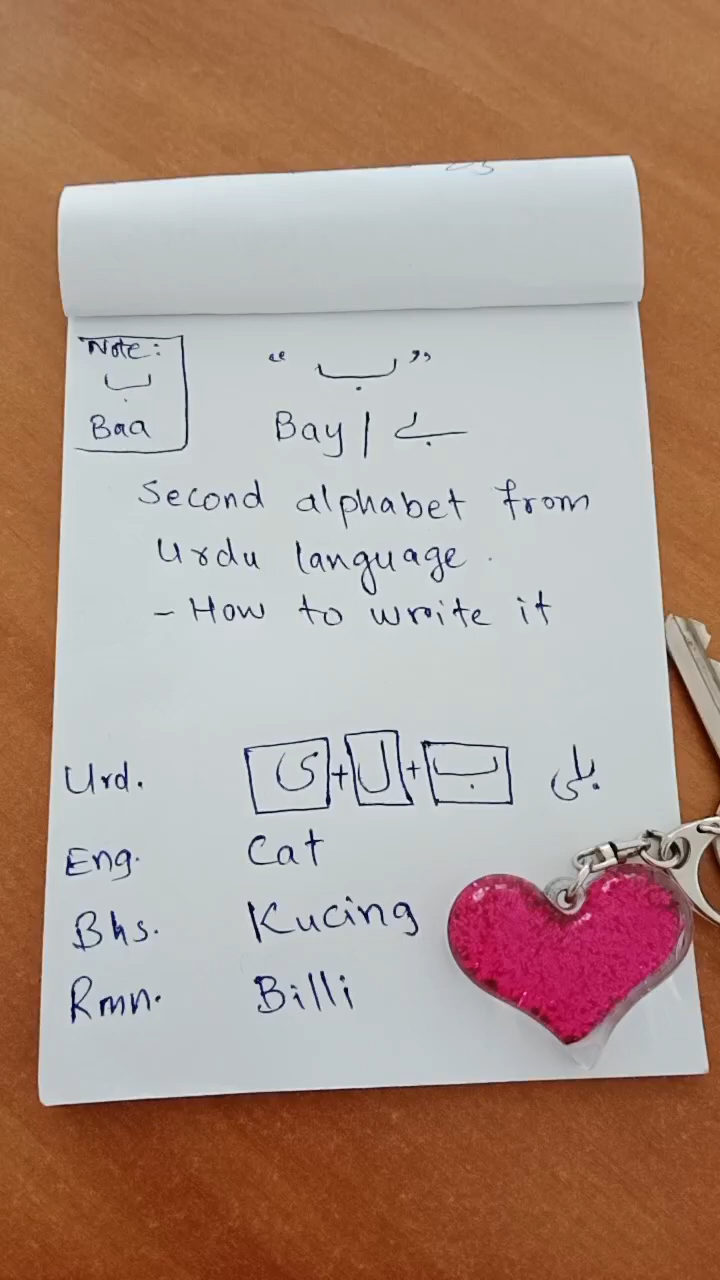 Note:
ب
Baa
“ ب ”
Bay / بے
Second alphabet from
Urdu language.
- How to write it
Urd. ب + ل + ی بلی
Eng. Cat
Bhs. Kucing
Rmn. Billi